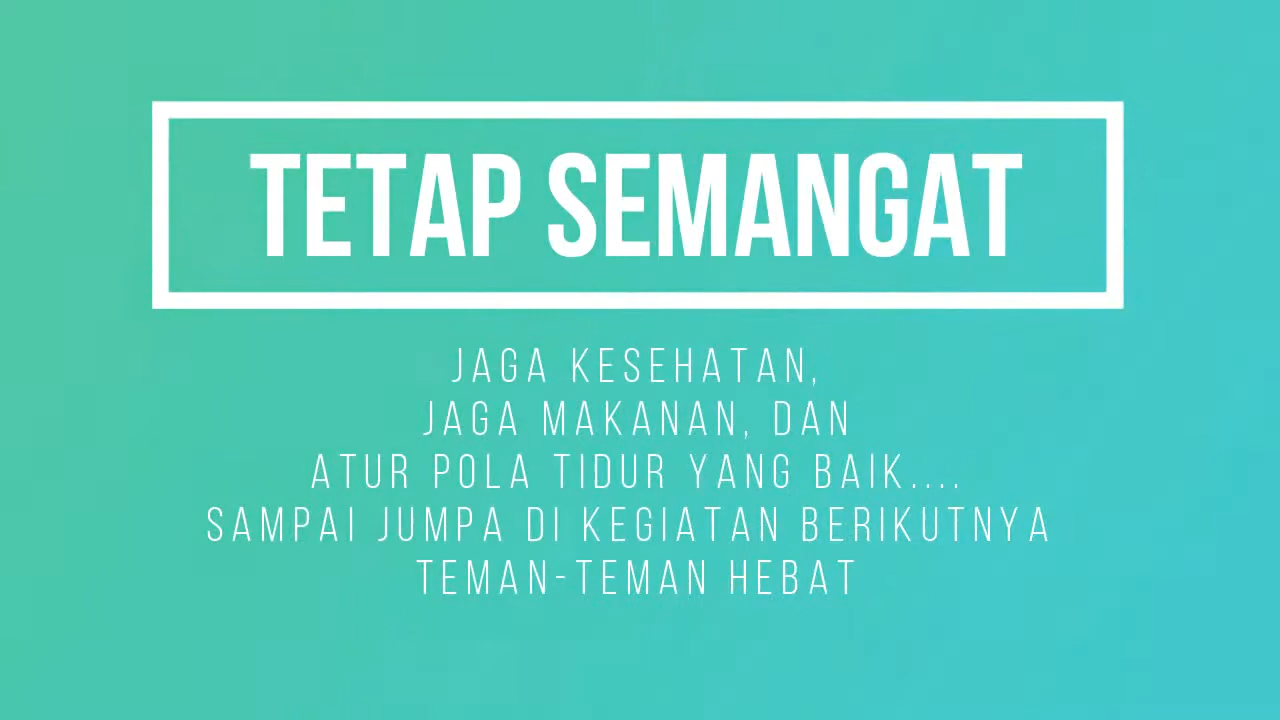 TETAP SEMANGAT
JAGA KESEHATAN,
JAGA MAKANAN, DAN
ATUR POLA TIDUR YANG BAIK....
SAMPAI JUMPA DI KEGIATAN BERIKUTNYA
TEMAN-TEMAN HEBAT